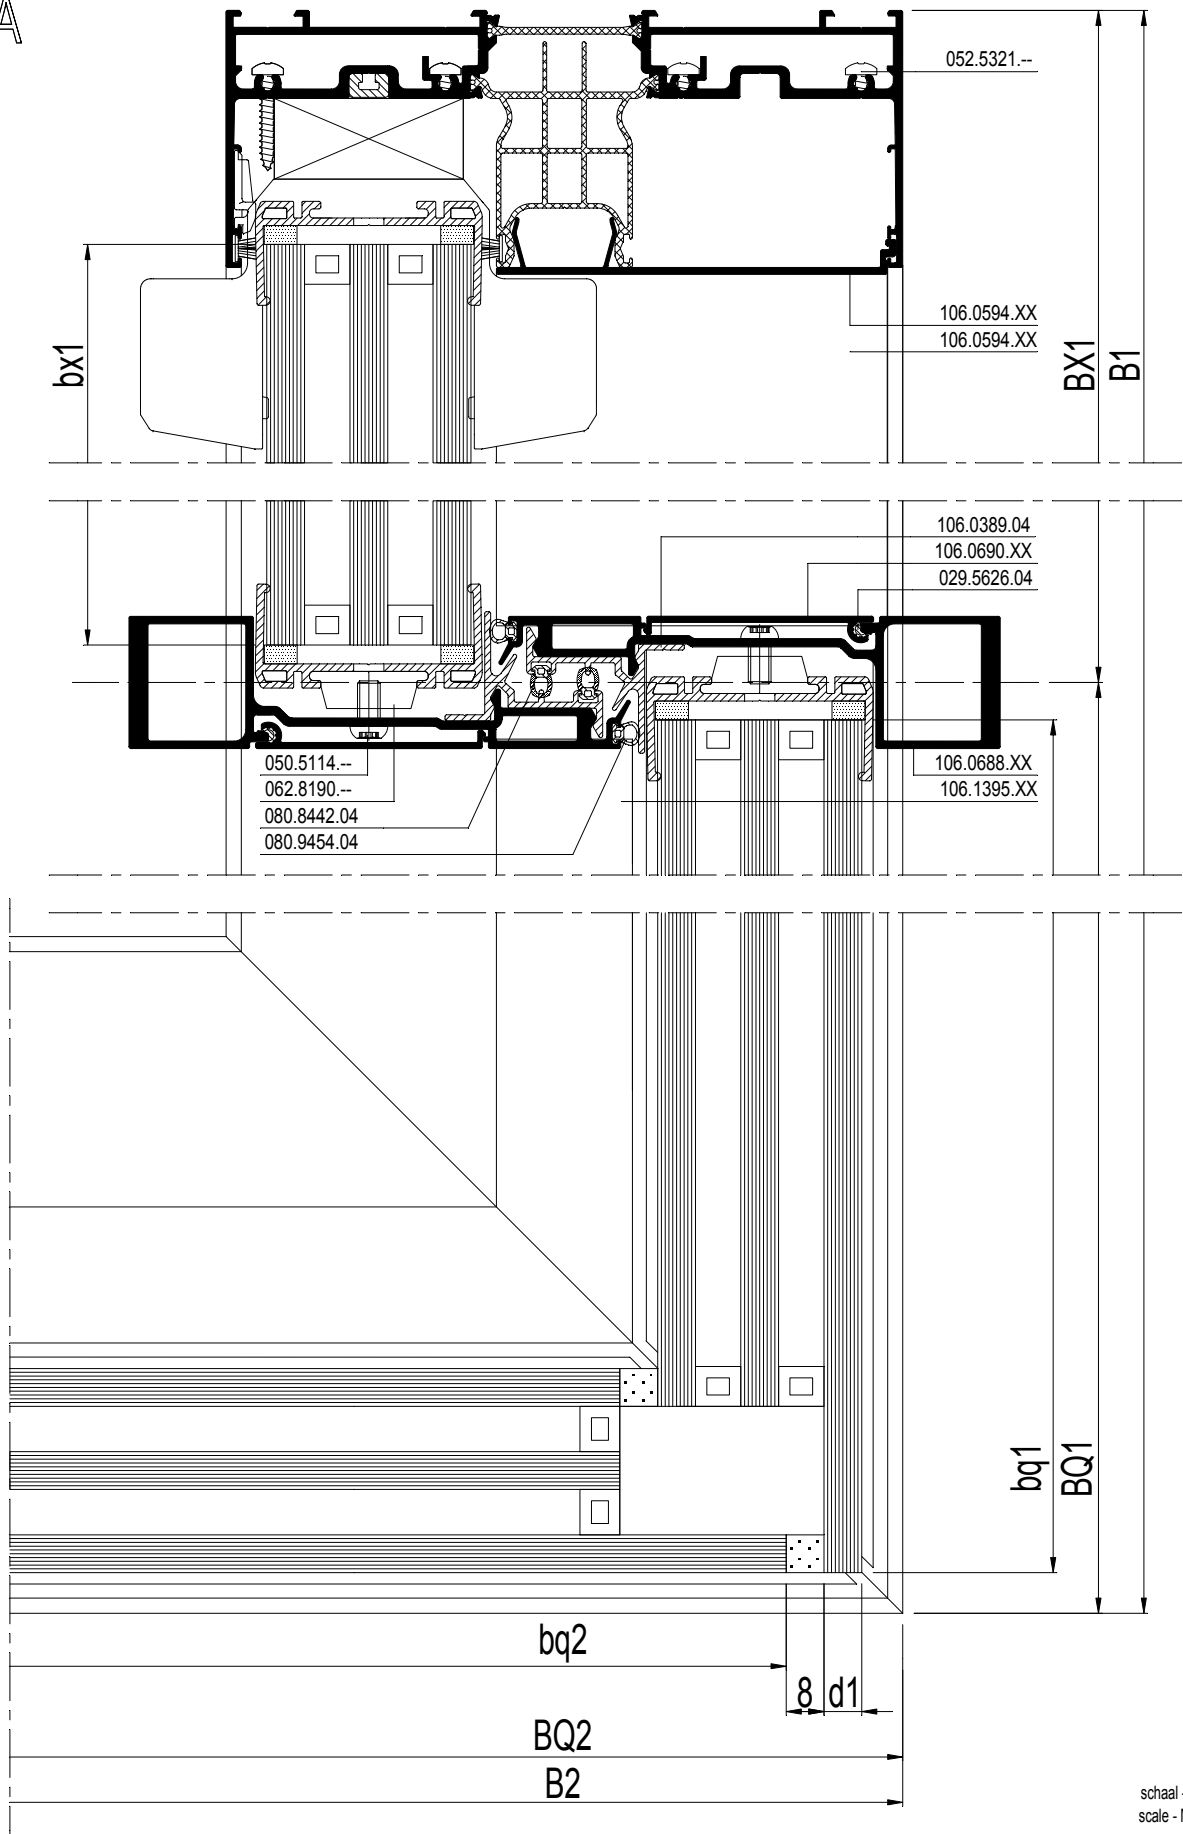 A
052.5321.--
106.0594.XX
106.0594.XX
bx1
BX1
B1
106.0389.04
106.0690.XX
029.5626.04
050.5114.--
062.8190.--
080.8442.04
080.9454.04
106.0688.XX
106.1395.XX
bq1
BQ1
bq2
8
d1
BQ2
B2
schaal -
scale -